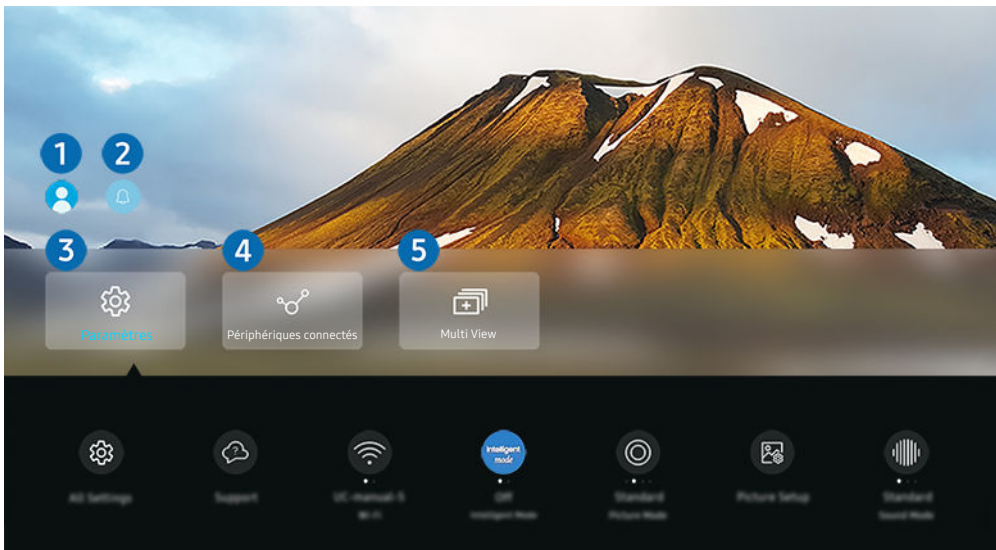 1 2
3 4 5
Paramètres Périphériques connectés Multi View
?
intelligent
mode
All Settings Support UC-manual-S Off Standard Picture Setup Standard
Wi-Fi Intelligent Mode Picture Mode Sound Mode